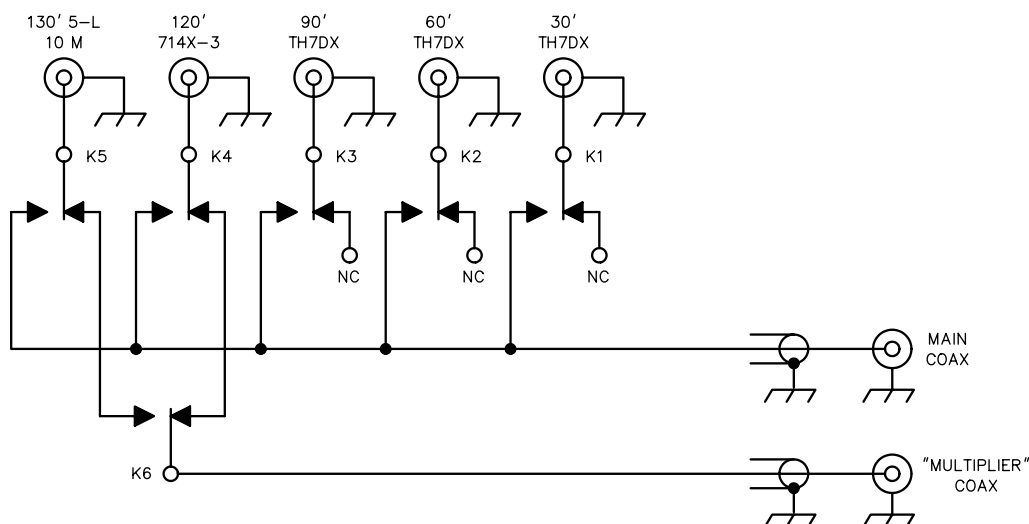 130' 5-L
10 M
120'
714X-3
90'
TH7DX
60'
TH7DX
30'
TH7DX
K5
K4
K3
K2
K1
NC
NC
NC
MAIN
COAX
K6
"MULTIPLIER"
COAX